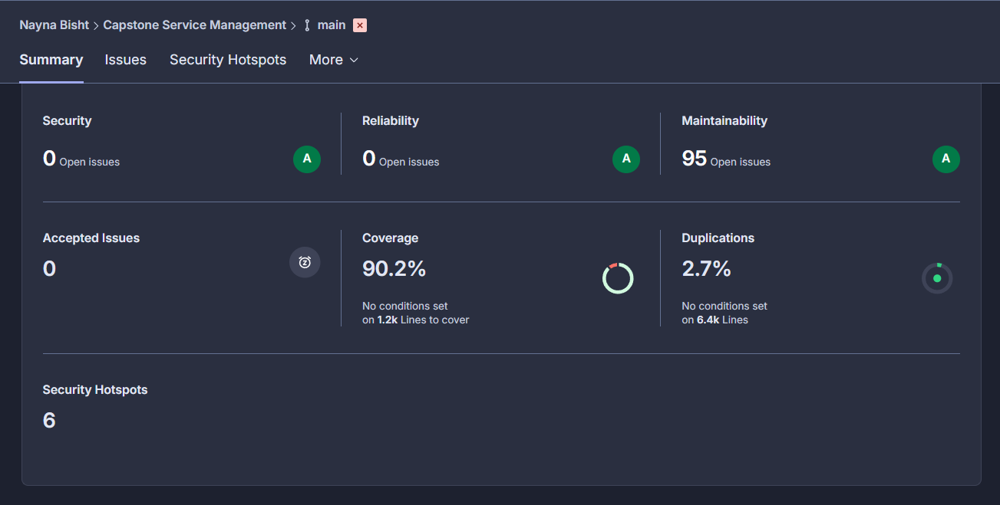 Nayna Bisht > Capstone Service Management > main
Summary Issues Security Hotspots More
Security Reliability Maintainability
0 Open issues A 0 Open issues A 95 Open issues A
Accepted Issues Coverage Duplications
0 90.2% 2.7%
No conditions set No conditions set
on 1.2k Lines to cover on 6.4k Lines
Security Hotspots
6